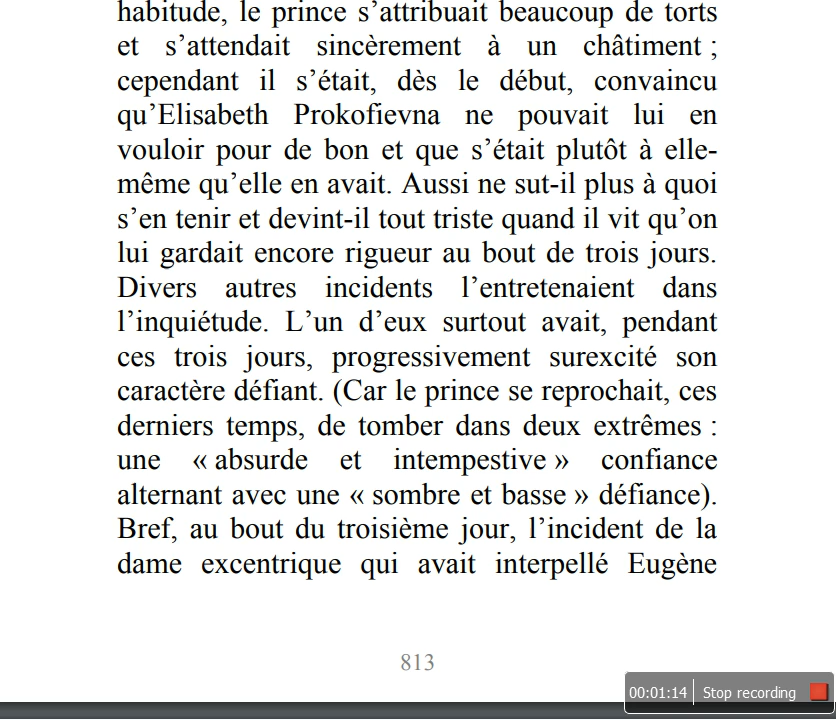 habitude, le prince s’attribuait beaucoup de torts
et s’attendait sincèrement à un châtiment ;
cependant il s’était, dès le début, convaincu
qu’Elisabeth Prokofievna ne pouvait lui en
vouloir pour de bon et que s’était plutôt à elle-
même qu’elle en avait. Aussi ne sut-il plus à quoi
s’en tenir et devint-il tout triste quand il vit qu’on
lui gardait encore rigueur au bout de trois jours.
Divers autres incidents l’entretenaient dans
l’inquiétude. L’un d’eux surtout avait, pendant
ces trois jours, progressivement surexcité son
caractère défiant. (Car le prince se reprochait, ces
derniers temps, de tomber dans deux extrêmes :
une « absurde et intempestive » confiance
alternant avec une « sombre et basse » défiance).
Bref, au bout du troisième jour, l’incident de la
dame excentrique qui avait interpellé Eugène
813
00:01:14 Stop recording